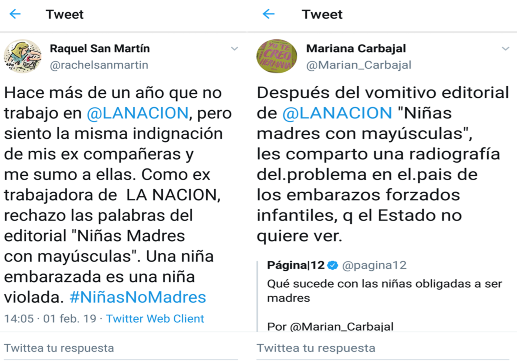 Tweet
Raquel San Martín
@rachelsanmartin
Hace más de un año que no
trabajo en @LANACION, pero
siento la misma indignación
de mis ex compañeras y
me sumo a ellas. Como ex
trabajadora de LA NACION,
rechazo las palabras del
editorial "Niñas Madres
con mayúsculas". Una niña
embarazada es una niña
violada. #NiñasNoMadres
14:05 · 01 feb. 19 · Twitter Web Client
Twittea tu respuesta
Tweet
Mariana Carbajal
@Marian_Carbajal
Después del vomitivo editorial
de @LANACION "Niñas
madres con mayúsculas",
les comparto una radiografía
del.problema en el.pais de
los embarazos forzados
infantiles, q el Estado no
quiere ver.
Página|12 @pagina12
Qué sucede con las niñas obligadas a ser
madres
Por @Marian_Carbajal
Twittea tu respuesta